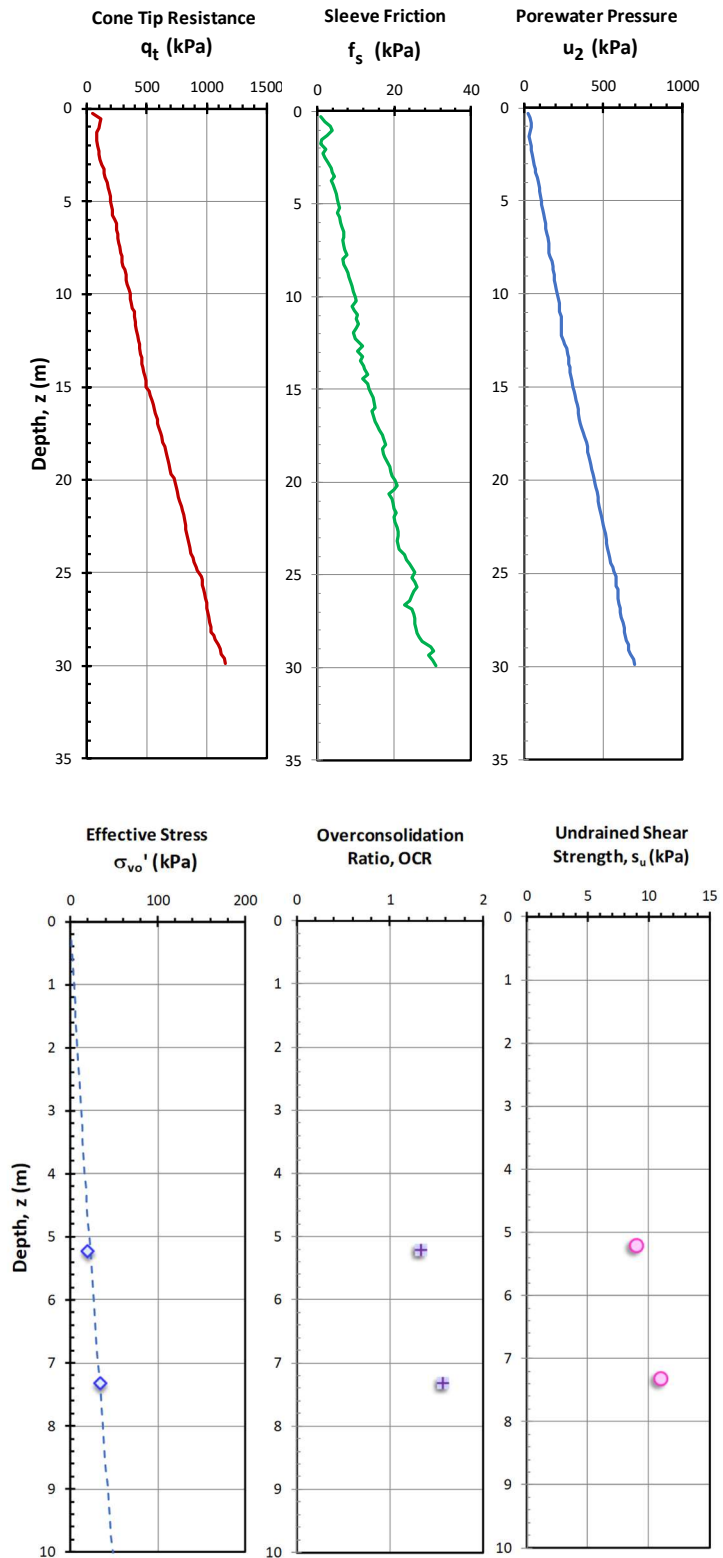 Cone Tip Resistance
qt (kPa)
0 500 1000 1500
0
5
10
15
20
25
30
35
Depth, z (m)
Sleeve Friction
fs (kPa)
0 20 40
0
5
10
15
20
25
30
35
Porewater Pressure
u2 (kPa)
0 500 1000
0
5
10
15
20
25
30
35
Effective Stress
σvo' (kPa)
0 100 200
0
1
2
3
4
5
6
7
8
9
10
Depth, z (m)
Overconsolidation
Ratio, OCR
0 1 2
0
1
2
3
4
5
6
7
8
9
10
Undrained Shear
Strength, su (kPa)
0 5 10 15
0
1
2
3
4
5
6
7
8
9
10